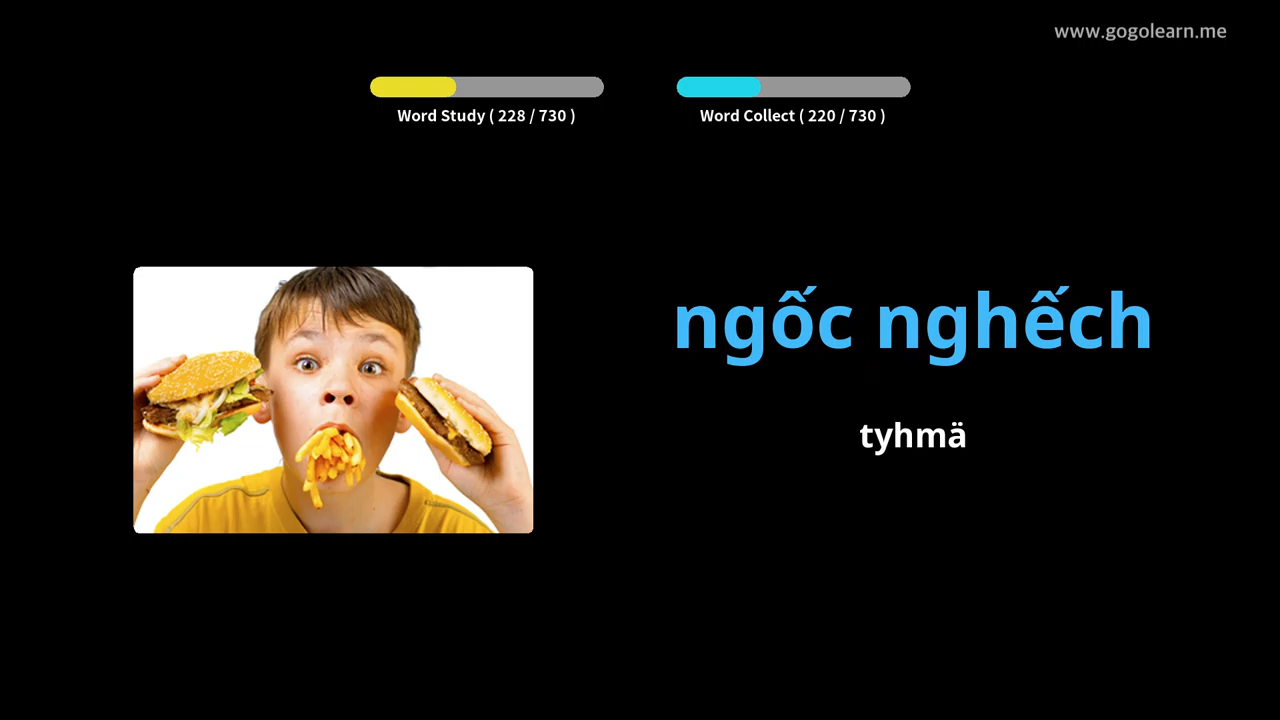 www.gogolearn.me
Word Study ( 228 / 730 )
Word Collect ( 220 / 730 )
ngốc nghếch
tyhmä